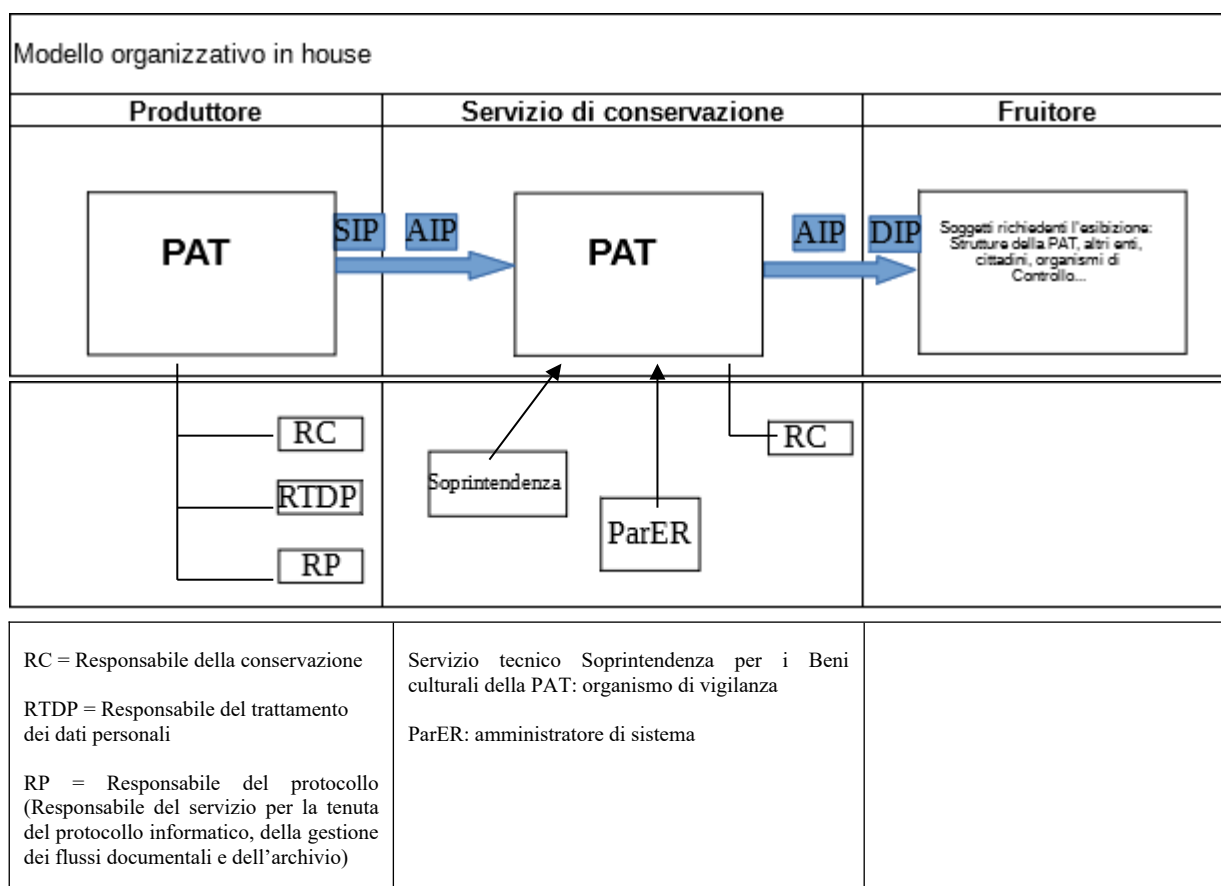 Modello organizzativo in house
Produttore
Servizio di conservazione
Fruitore
PAT
SIP
AIP
PAT
AIP
DIP
Soggetti richiedenti l'esibizione:
Strutture della PAT, altri enti,
cittadini, organismi di
Controllo...
RC
RTDP
RP
Soprintendenza
ParER
RC
RC = Responsabile della conservazione
RTDP = Responsabile del trattamento
dei dati personali
RP = Responsabile del protocollo
(Responsabile del servizio per la tenuta
del protocollo informatico, della gestione
dei flussi documentali e dell'archivio)
Servizio tecnico Soprintendenza per i Beni
culturali della PAT: organismo di vigilanza
ParER: amministratore di sistema